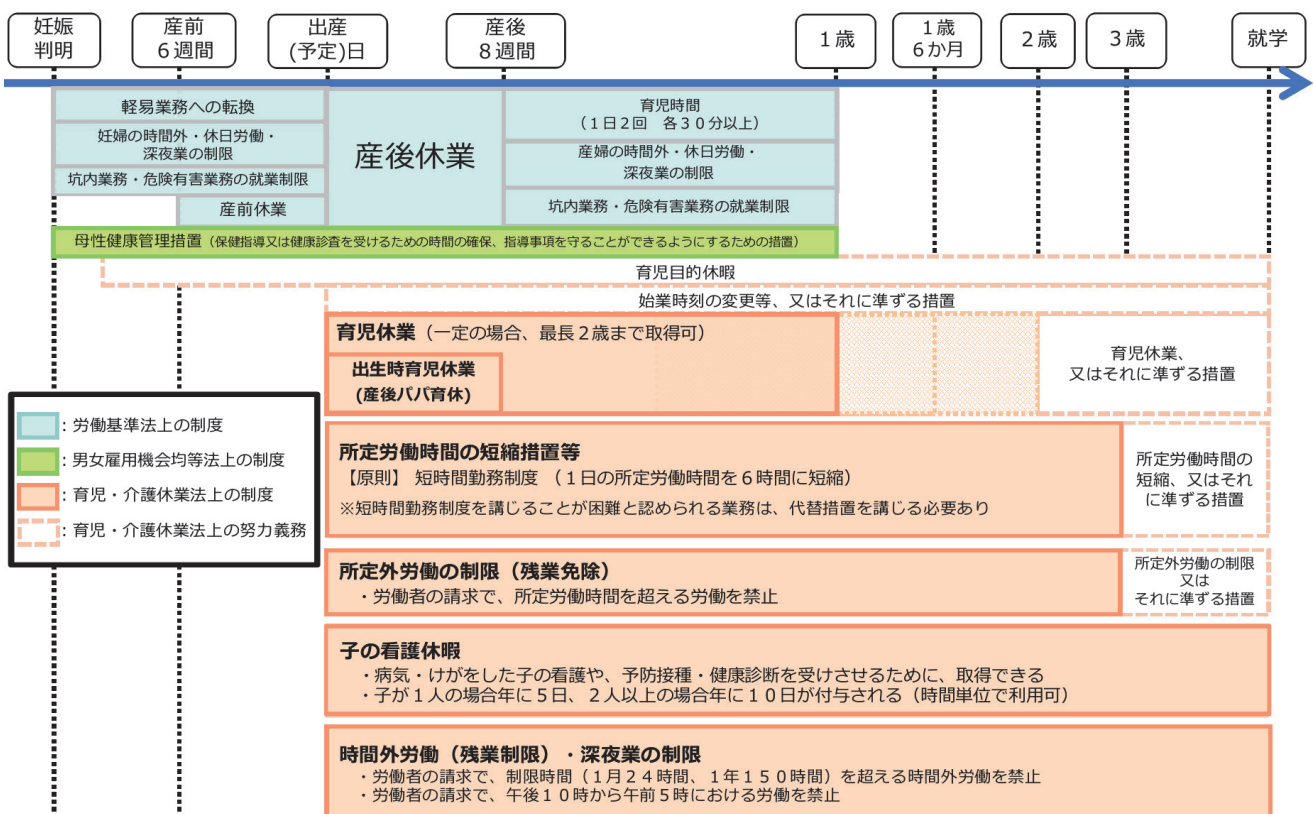 妊娠
判明
産前
６週間
出産
(予定)日
産後
８週間
１歳
１歳
６か月
２歳
３歳
就学
軽易業務への転換
妊婦の時間外・休日労働・
深夜業の制限
坑内業務・危険有害業務の就業制限
産前休業
産後休業
育児時間
（１日２回　各３０分以上）
産婦の時間外・休日労働・
深夜業の制限
坑内業務・危険有害業務の就業制限
母性健康管理措置（保健指導又は健康診査を受けるための時間の確保、指導事項を守ることができるようにするための措置）
育児目的休暇
始業時刻の変更等、又はそれに準ずる措置
育児休業（一定の場合、最長２歳まで取得可）
出生時育児休業
(産後パパ育休)
育児休業、
又はそれに準ずる措置
：労働基準法上の制度
：男女雇用機会均等法上の制度
：育児・介護休業法上の制度
：育児・介護休業法上の努力義務
所定労働時間の短縮措置等
【原則】 短時間勤務制度 （１日の所定労働時間を６時間に短縮）
※短時間勤務制度を講じることが困難と認められる業務は、代替措置を講じる必要あり
所定労働時間の
短縮、又はそれ
に準ずる措置
所定外労働の制限（残業免除）
・労働者の請求で、所定労働時間を超える労働を禁止
所定外労働の制限
又は
それに準ずる措置
子の看護休暇
・病気・けがをした子の看護や、予防接種・健康診断を受けさせるために、取得できる
・子が１人の場合年に５日、２人以上の場合年に１０日が付与される（時間単位で利用可）
時間外労働（残業制限）・深夜業の制限
・労働者の請求で、制限時間（１月２４時間、１年１５０時間）を超える時間外労働を禁止
・労働者の請求で、午後１０時から午前５時における労働を禁止